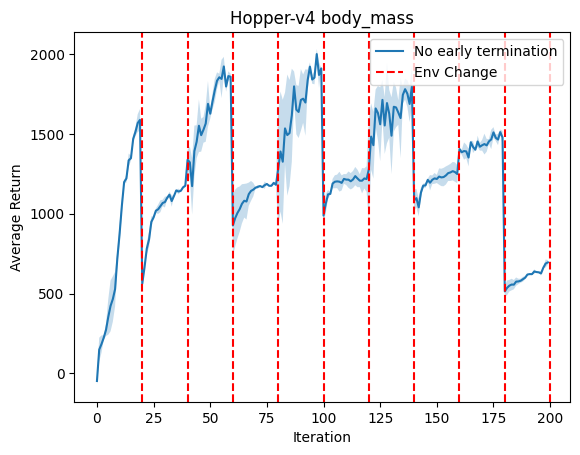 Hopper-v4 body_mass
No early termination
Env Change
Average Return
2000
1500
1000
500
0
0 25 50 75 100 125 150 175 200
Iteration